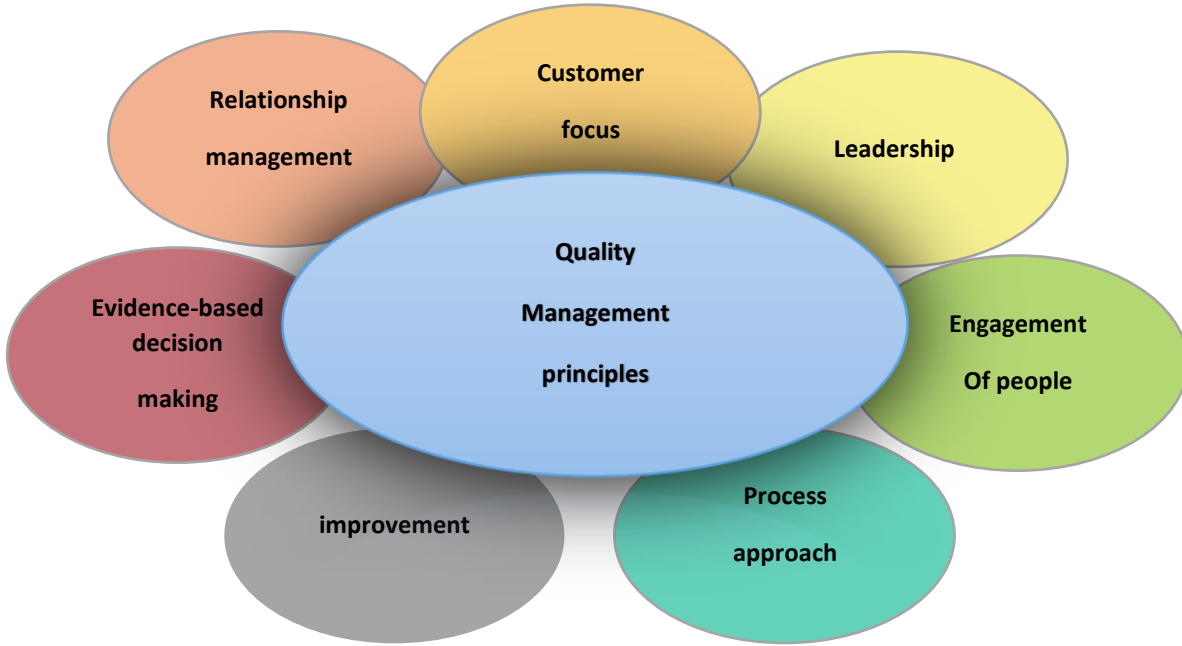 Customer
focus
Relationship
management
Leadership
Quality
Management
principles
Evidence-based
decision
making
Engagement
Of people
improvement
Process
approach